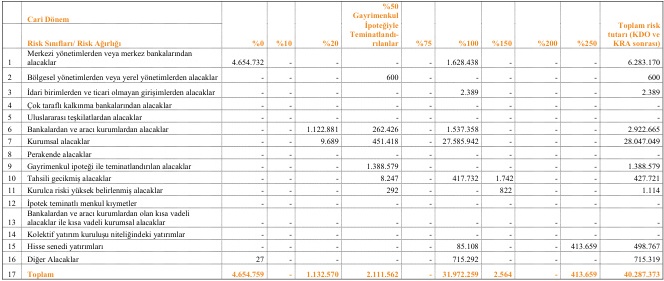 Cari Dönem
%50
Gayrimenkul
İpoteğiyle
Teminatlandı-
rılanlar
Toplam risk
tutarı (KDO ve
KRA sonrası)
Risk Sınıfları/ Risk Ağırlığı %0 %10 %20 %75 %100 %150 %200 %250
1 Merkezi yönetimlerden veya merkez bankalarından
alacaklar 4.654.732 - - - - 1.628.438 - - - 6.283.170
2 Bölgesel yönetimlerden veya yerel yönetimlerden alacaklar - - - 600 - - - - - 600
3 İdari birimlerden ve ticari olmayan girişimlerden alacaklar - - - - - 2.389 - - - 2.389
4 Çok taraflı kalkınma bankalarından alacaklar - - - - - - - - - -
5 Uluslararası teşkilatlardan alacaklar - - - - - - - - - -
6 Bankalardan ve aracı kurumlardan alacaklar - - 1.122.881 262.426 - 1.537.358 - - - 2.922.665
7 Kurumsal alacaklar - - 9.689 451.418 - 27.585.942 - - - 28.047.049
8 Perakende alacaklar - - - - - - - - - -
9 Gayrimenkul ipoteği ile teminatlandırılan alacaklar - - - 1.388.579 - - - - - 1.388.579
10 Tahsili gecikmiş alacaklar - - - 8.247 - 417.732 1.742 - - 427.721
11 Kurulca riski yüksek belirlenmiş alacaklar - - - 292 - - 822 - - 1.114
12 İpotek teminatlı menkul kıymetler - - - - - - - - - -
13 Bankalardan ve aracı kurumlardan olan kısa vadeli
alacaklar ile kısa vadeli kurumsal alacaklar - - - - - - - - - -
14 Kolektif yatırım kuruluşu niteliğindeki yatırımlar - - - - - - - - - -
15 Hisse senedi yatırımları - - - - - 85.108 - - 413.659 498.767
16 Diğer Alacaklar 27 - - - - 715.292 - - - 715.319
17 Toplam 4.654.759 - 1.132.570 2.111.562 - 31.972.259 2.564 - 413.659 40.287.373